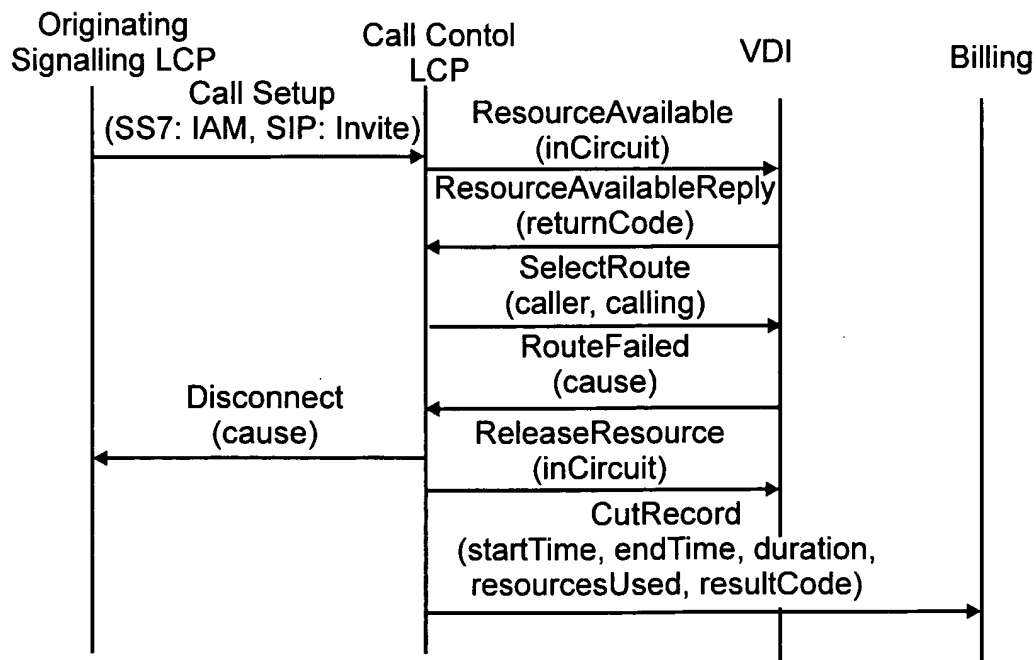 Originating
Signalling LCP
Call Contol
LCP
VDI
Billing
Call Setup
(SS7: IAM, SIP: Invite)
ResourceAvailable
(inCircuit)
ResourceAvailableReply
(returnCode)
SelectRoute
(caller, calling)
RouteFailed
(cause)
Disconnect
(cause)
ReleaseResource
(inCircuit)
CutRecord
(startTime, endTime, duration,
resourcesUsed, resultCode)